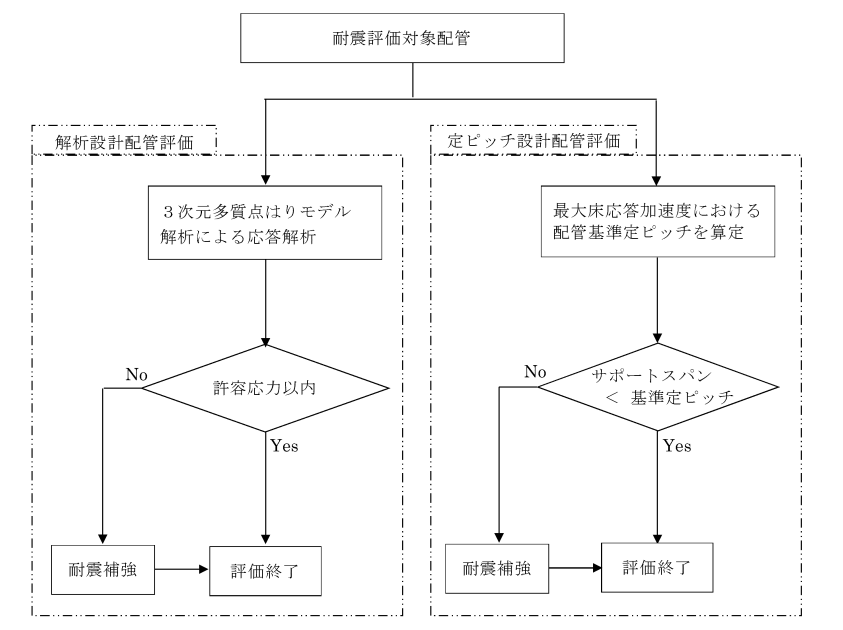 耐震評価対象配管
解析設計配管評価
３次元多質点はりモデル
解析による応答解析
許容応力以内
No
Yes
耐震補強
評価終了
定ピッチ設計配管評価
最大床応答加速度における
配管基準定ピッチを算定
サポートスパン
＜ 基準定ピッチ
No
Yes
耐震補強
評価終了